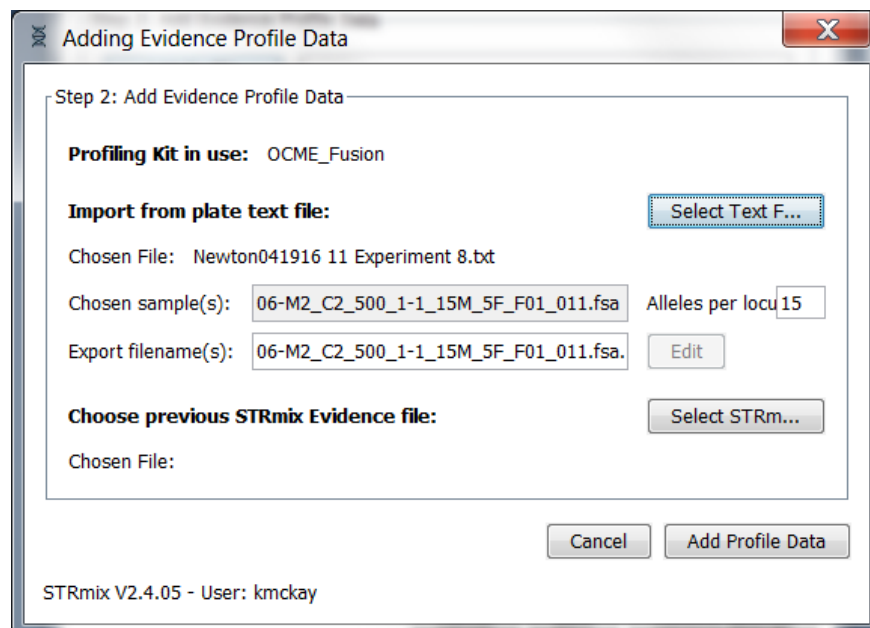 Adding Evidence Profile Data
Step 2: Add Evidence Profile Data
Profiling Kit in use: OCME_Fusion
Import from plate text file: Select Text F...
Chosen File: Newton041916 11 Experiment 8.txt
Chosen sample(s): 06-M2_C2_500_1-1_15M_5F_F01_011.fsa Alleles per locu 15
Export filename(s): 06-M2_C2_500_1-1_15M_5F_F01_011.fsa. Edit
Choose previous STRmix Evidence file: Select STRm...
Chosen File:
Cancel Add Profile Data
STRmix V2.4.05 - User: kmckay